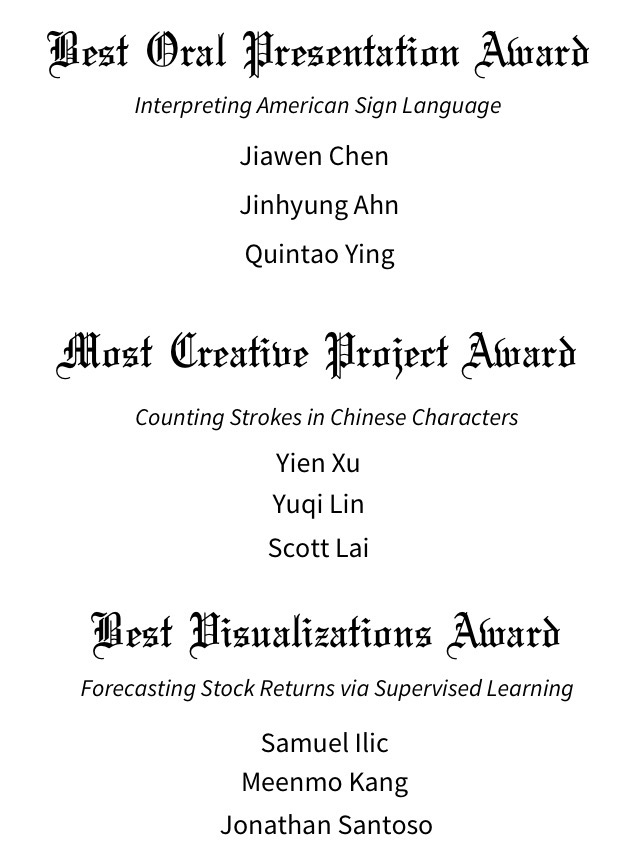 Best Oral Presentation Award
Interpreting American Sign Language
Jiawen Chen
Jinhyung Ahn
Quintao Ying
Most Creative Project Award
Counting Strokes in Chinese Characters
Yien Xu
Yuqi Lin
Scott Lai
Best Visualizations Award
Forecasting Stock Returns via Supervised Learning
Samuel Ilic
Meenmo Kang
Jonathan Santoso